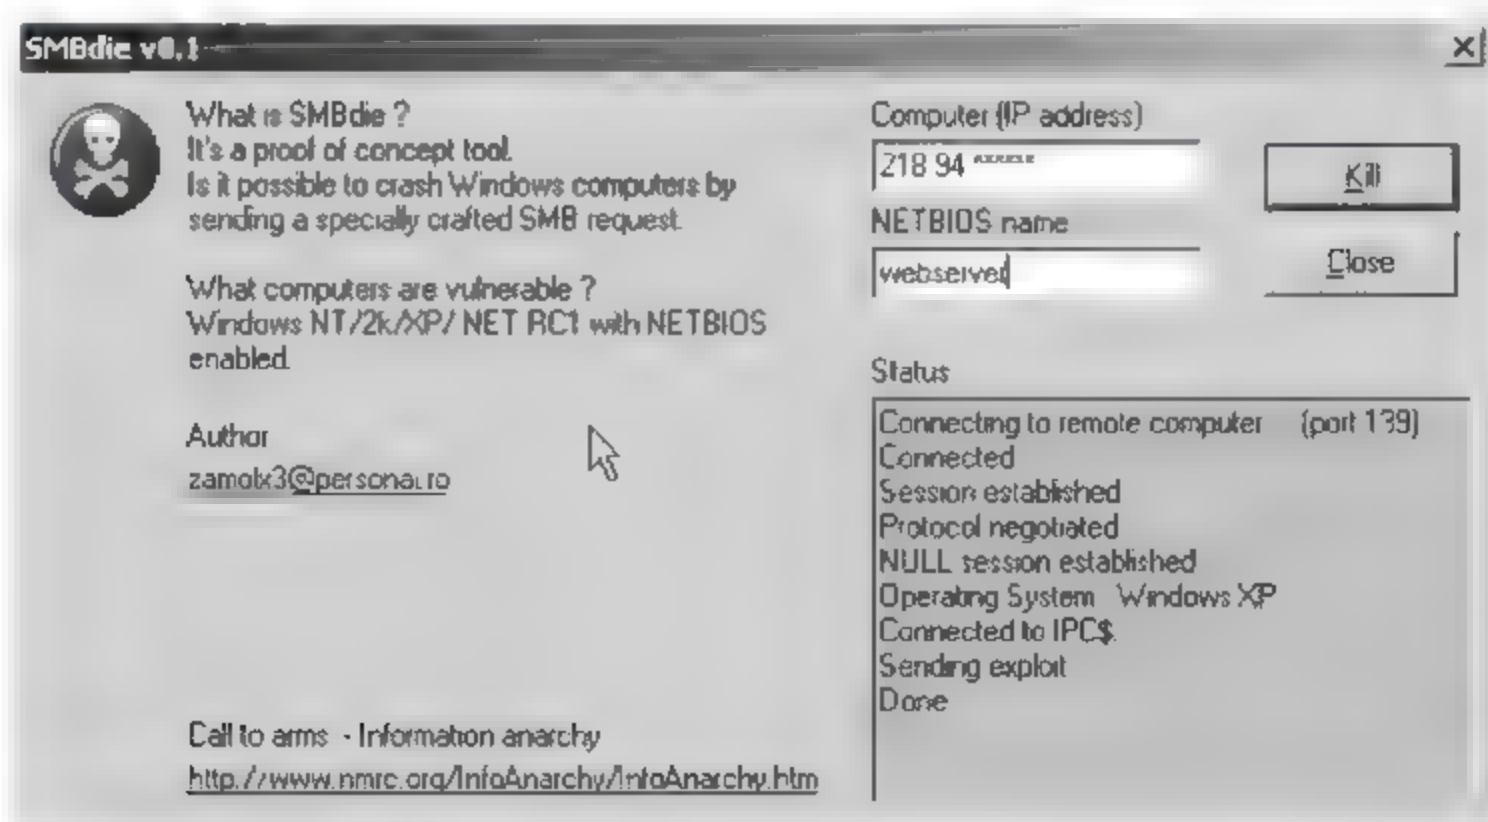 SMBdie v0.1
What is SMBdie ?
It's a proof of concept tool.
Is it possible to crash Windows computers by
sending a specially crafted SMB request.
What computers are vulnerable ?
Windows NT/2k/XP/ NET RC1 with NETBIOS
enabled.
Author
zamolx3@personal.ro
Call to arms - Information anarchy
http://www.nmrc.org/InfoAnarchy/InfoAnarchy.htm
Computer (IP address)
218 94 ******
Kill
NETBIOS name
webserver
Close
Status
Connecting to remote computer (port 139)
Connected
Session established
Protocol negotiated
NULL session established
Operating System Windows XP
Connected to IPC$.
Sending exploit
Done